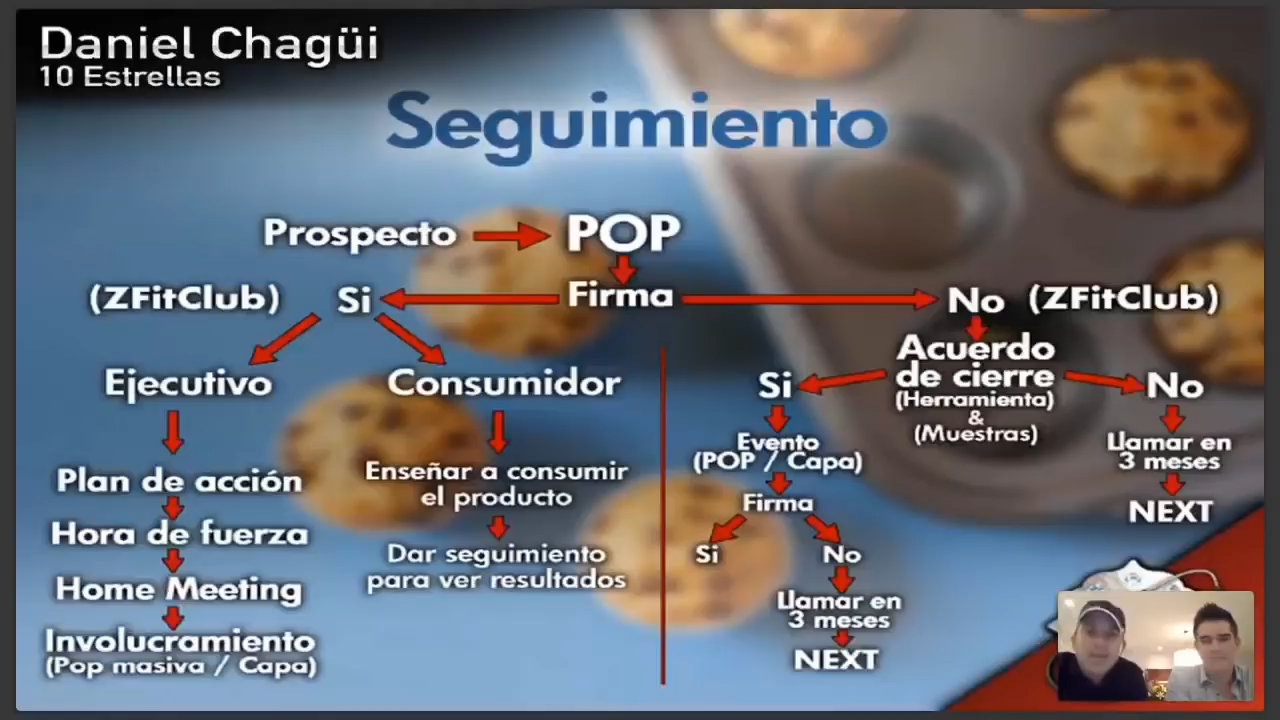 Daniel Chagüi
10 Estrellas
Seguimiento
Prospecto
POP
Firma
(ZFitClub)
Si
No
(ZFitClub)
Ejecutivo
Plan de acción
Hora de fuerza
Home Meeting
Involucramiento
(Pop masiva / Capa)
Consumidor
Enseñar a consumir
el producto
Dar seguimiento
para ver resultados
Acuerdo
de cierre
(Herramienta)
&
(Muestras)
Si
Evento
(POP / Capa)
Firma
Si
No
Llamar en
3 meses
NEXT
No
Llamar en
3 meses
NEXT